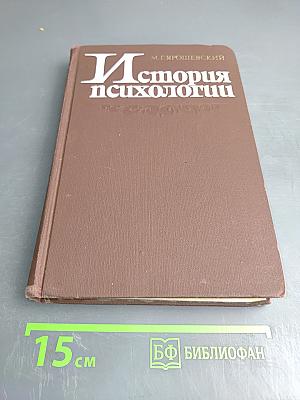 М.Г.ЯРОШЕВСКИЙ
История
психологии
15 см
БФ БИБЛИОФАН